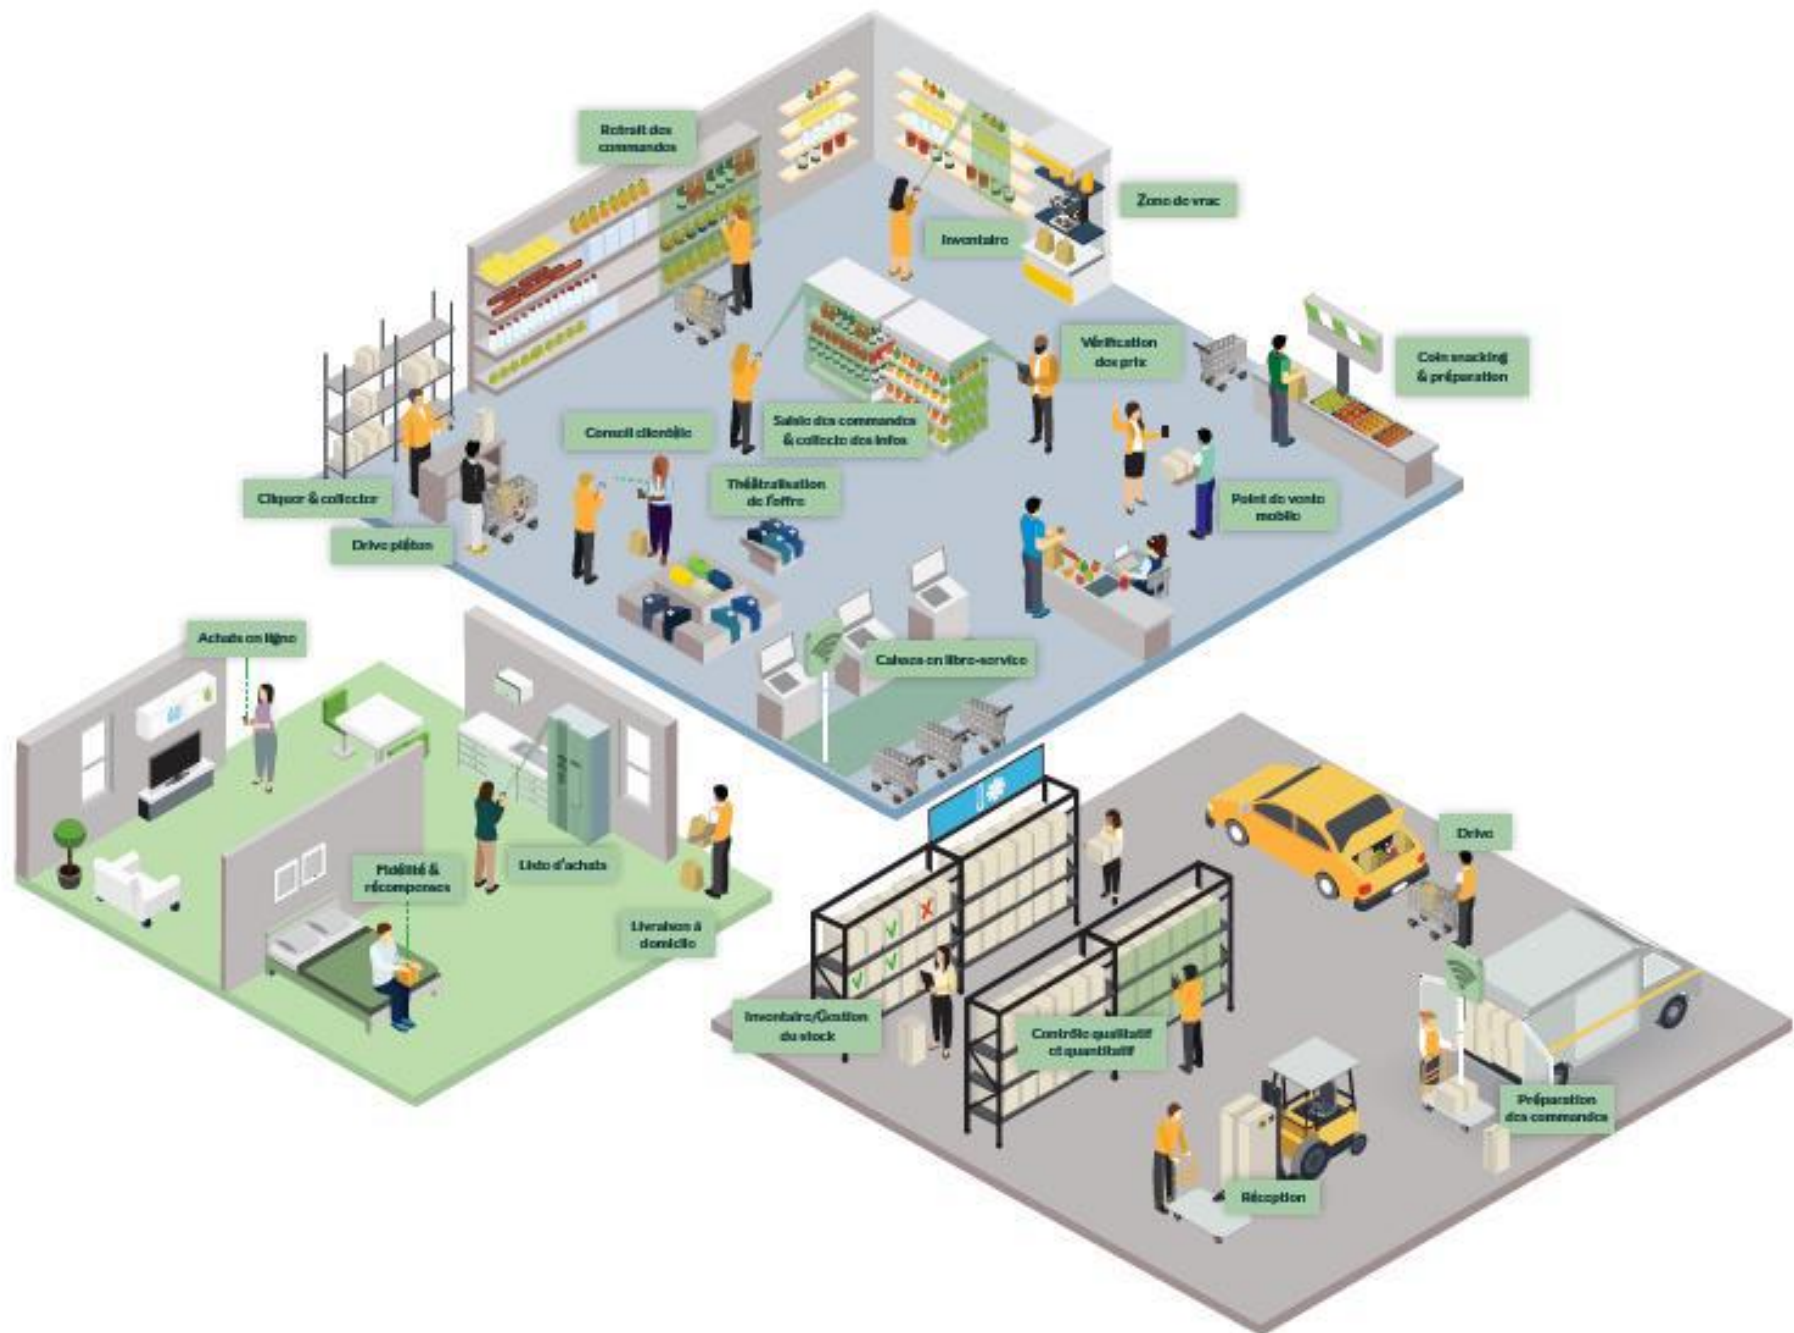 Retrait des
commandes
Zone de vrac
Inventaire
Vérification
des prix
Coin snacking
& préparation
Conseil clientèle
Saisie des commandes
& collecte des infos
Théâtralisation
de l'offre
Cliquer & collecter
Point de vente
mobile
Drive piéton
Caisses en libre-service
Achats en ligne
Liste d'achats
Fidélité &
récompenses
Livraison à
domicile
Drive
Inventaire/Gestion
du stock
Contrôle qualitatif
et quantitatif
Préparation
des commandes
Réception